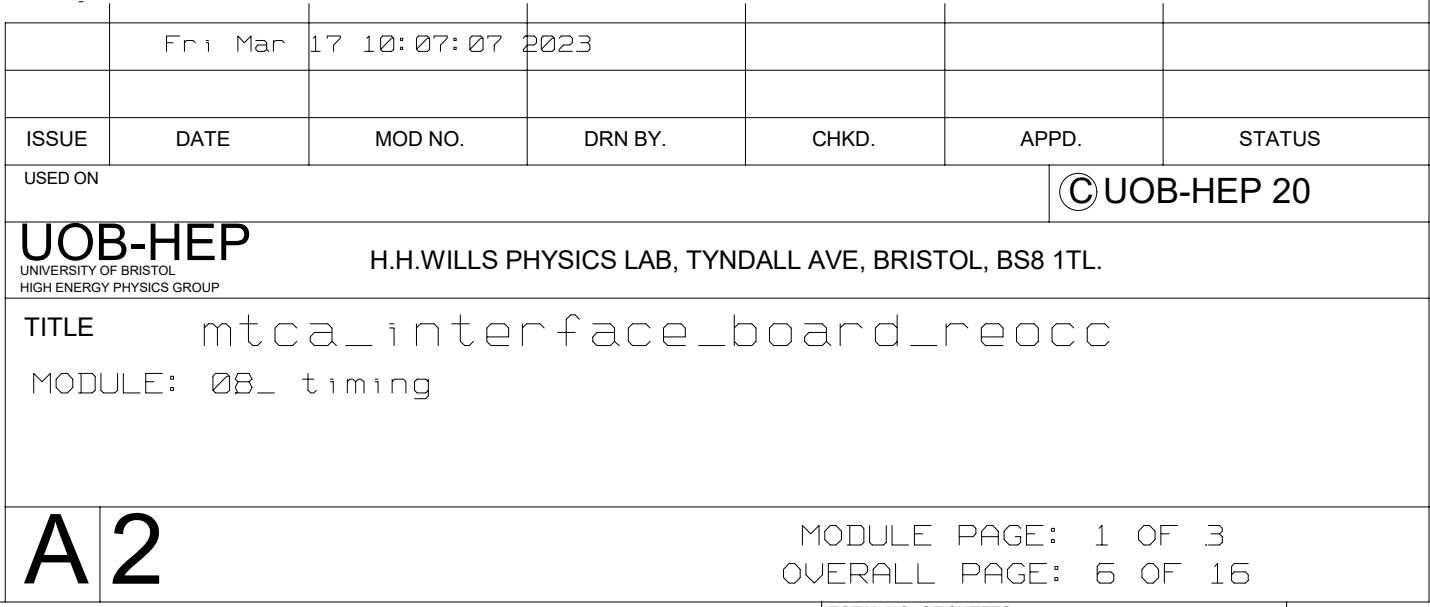 Fri Mar 17 10:07:07 2023
ISSUE DATE MOD NO. DRN BY. CHKD. APPD. STATUS
USED ON
© UOB-HEP 20
UOB-HEP
UNIVERSITY OF BRISTOL
HIGH ENERGY PHYSICS GROUP
H.H.WILLS PHYSICS LAB, TYNDALL AVE, BRISTOL, BS8 1TL.
TITLE mtca_interface_board_reocc
MODULE: 08_ timing
A 2
MODULE PAGE: 1 OF 3
OVERALL PAGE: 6 OF 16